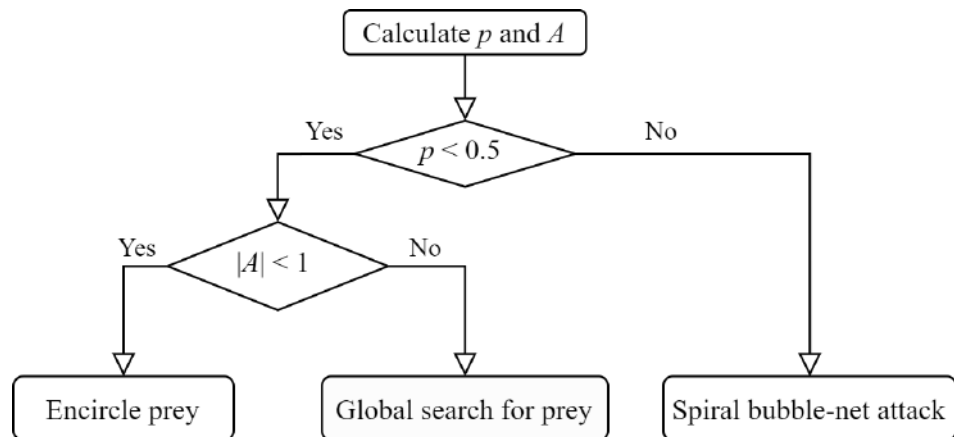 Calculate p and A
Yes
No
p < 0.5
Yes
No
|A| < 1
Encircle prey
Global search for prey
Spiral bubble-net attack